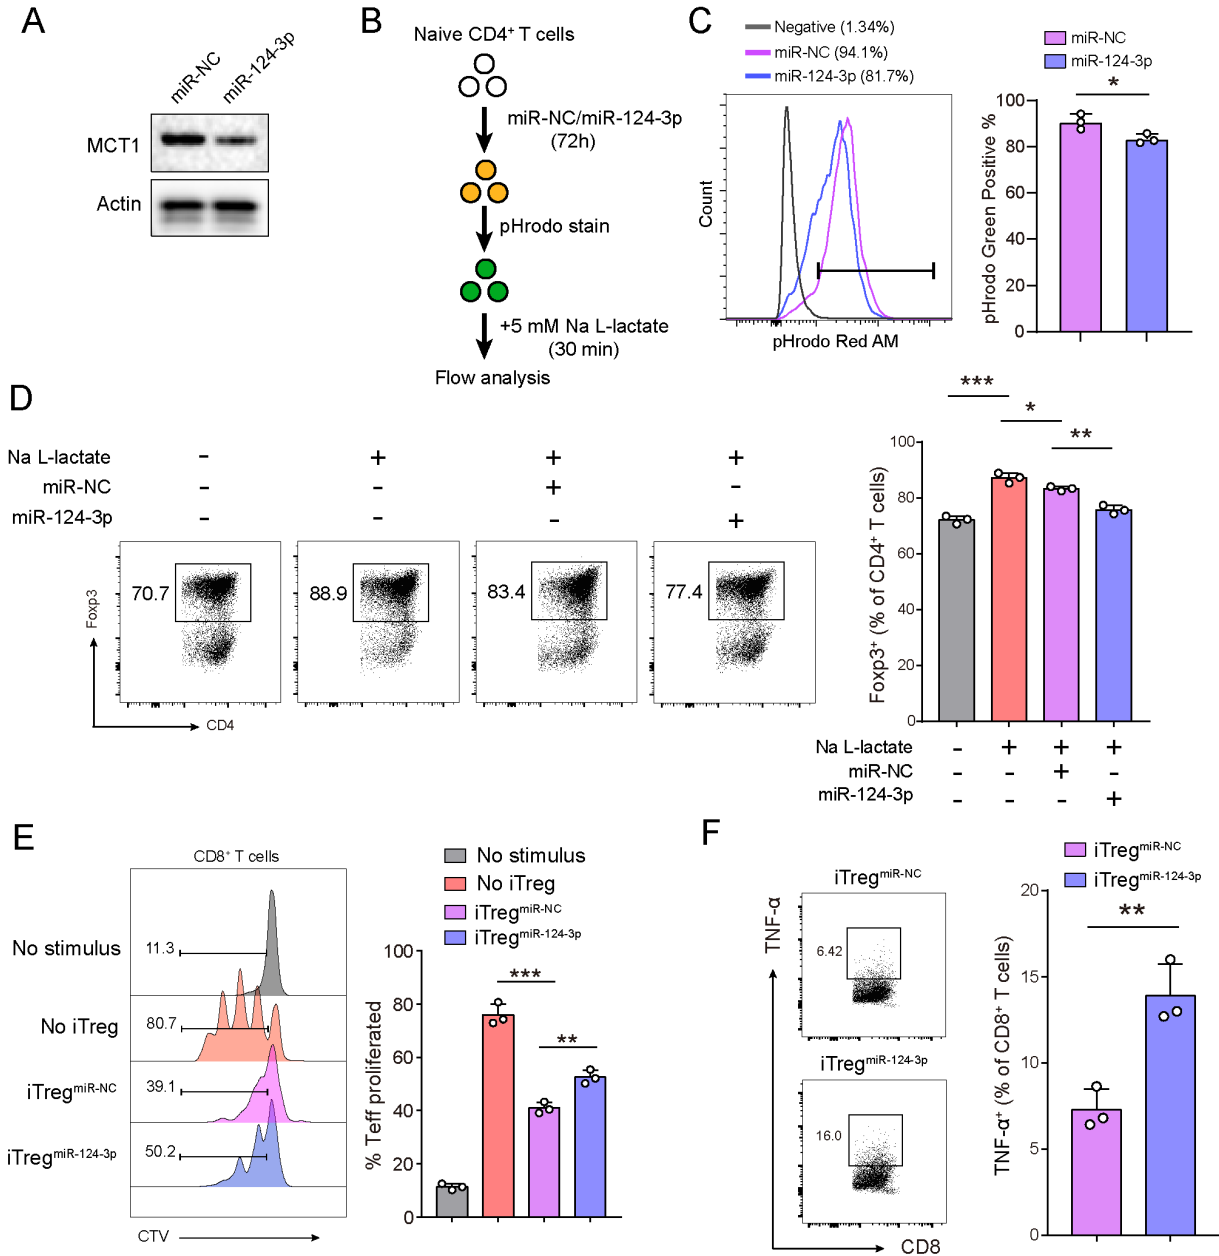 A
miR-NC
miR-124-3p
MCT1
Actin
B
Naive CD4⁺ T cells
miR-NC/miR-124-3p
(72h)
pHrodo stain
+5 mM Na L-lactate
(30 min)
Flow analysis
C
Negative (1.34%)
miR-NC (94.1%)
miR-124-3p (81.7%)
Count
pHrodo Red AM
miR-NC
miR-124-3p
*
pHrodo Green Positive %
100
80
60
40
20
0
D
Na L-lactate - + + +
miR-NC - - + -
miR-124-3p - - - +
Foxp3
70.7
88.9
83.4
77.4
CD4
***
*
**
Foxp3⁺ (% of CD4⁺ T cells)
100
80
60
40
20
0
Na L-lactate - + + +
miR-NC - - + -
miR-124-3p - - - +
E
CD8⁺ T cells
No stimulus 11.3
No iTreg 80.7
iTreg^miR-NC 39.1
iTreg^miR-124-3p 50.2
CTV
No stimulus
No iTreg
iTreg^miR-NC
iTreg^miR-124-3p
***
**
% Teff proliferated
100
80
60
40
20
0
F
iTreg^miR-NC
TNF-α
6.42
iTreg^miR-124-3p
16.0
CD8
iTreg^miR-NC
iTreg^miR-124-3p
**
TNF-α⁺ (% of CD8⁺ T cells)
20
15
10
5
0